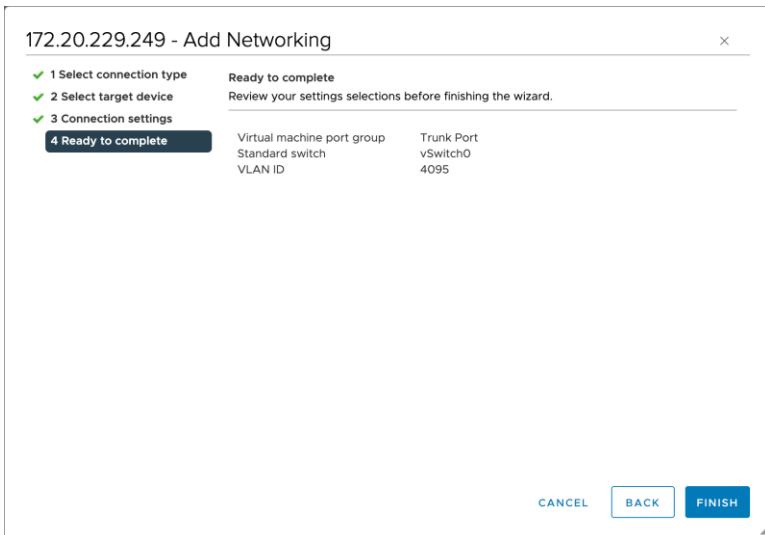 172.20.229.249 - Add Networking
1 Select connection type
2 Select target device
3 Connection settings
4 Ready to complete
Ready to complete
Review your settings selections before finishing the wizard.
Virtual machine port group Trunk Port
Standard switch vSwitch0
VLAN ID 4095
CANCEL BACK FINISH